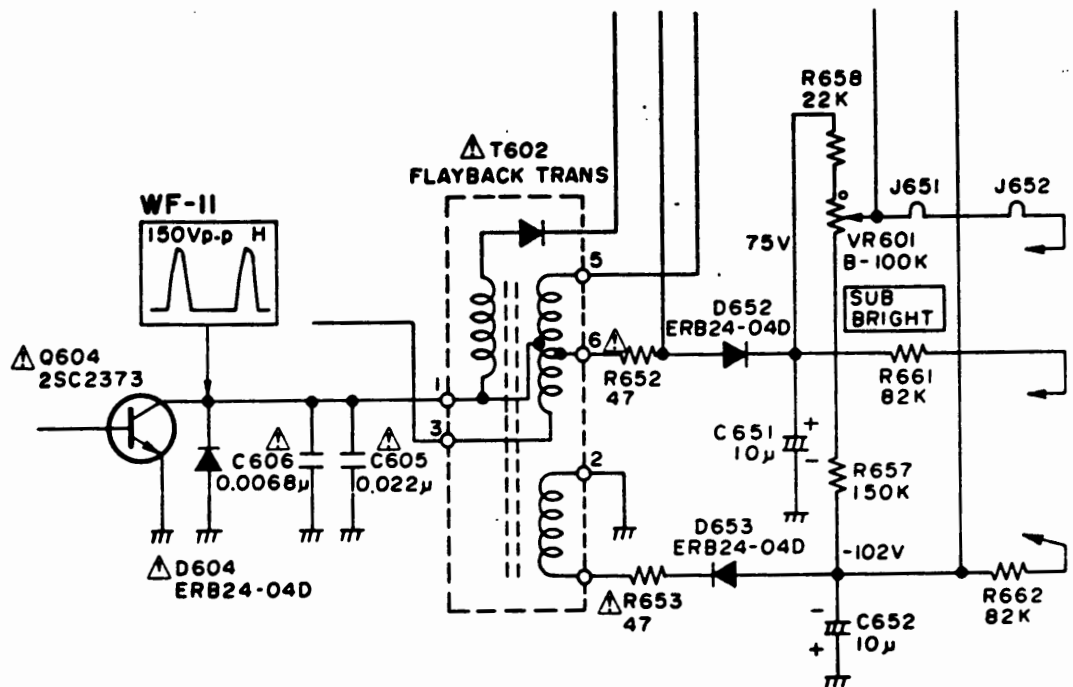 R658
22K
⚠ T602
FLAYBACK TRANS
WF-11
150Vp-p H
J651
J652
5
75V
VR601
B-100K
SUB
BRIGHT
D652
ERB24-04D
⚠ Q604
2SC2373
6
⚠
R652
47
R661
82K
1
3
⚠
C606
0.0068μ
⚠
C605
0.022μ
C651
10μ
+
-
2
R657
150K
D653
ERB24-04D
-102V
⚠ D604
ERB24-04D
⚠ R653
47
R662
82K
-
+
C652
10μ